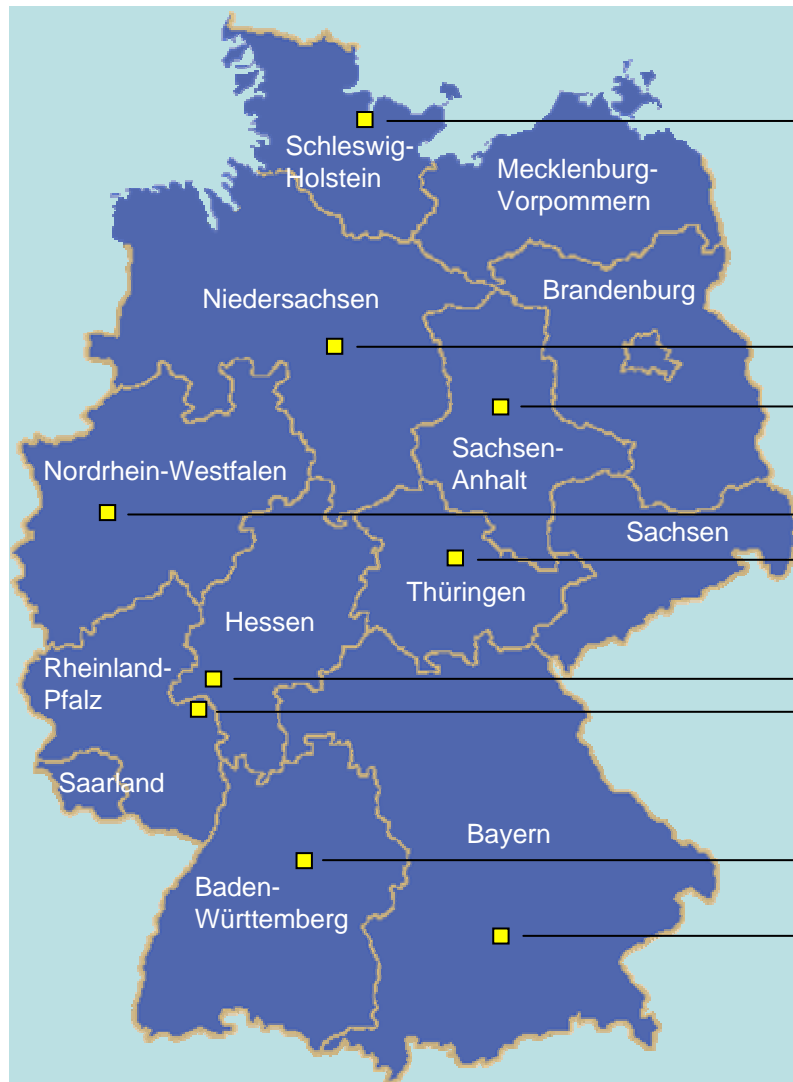 Schleswig-
Holstein
Mecklenburg-
Vorpommern
Niedersachsen
Brandenburg
Nordrhein-Westfalen
Sachsen-
Anhalt
Sachsen
Thüringen
Hessen
Rheinland-
Pfalz
Saarland
Bayern
Baden-
Württemberg